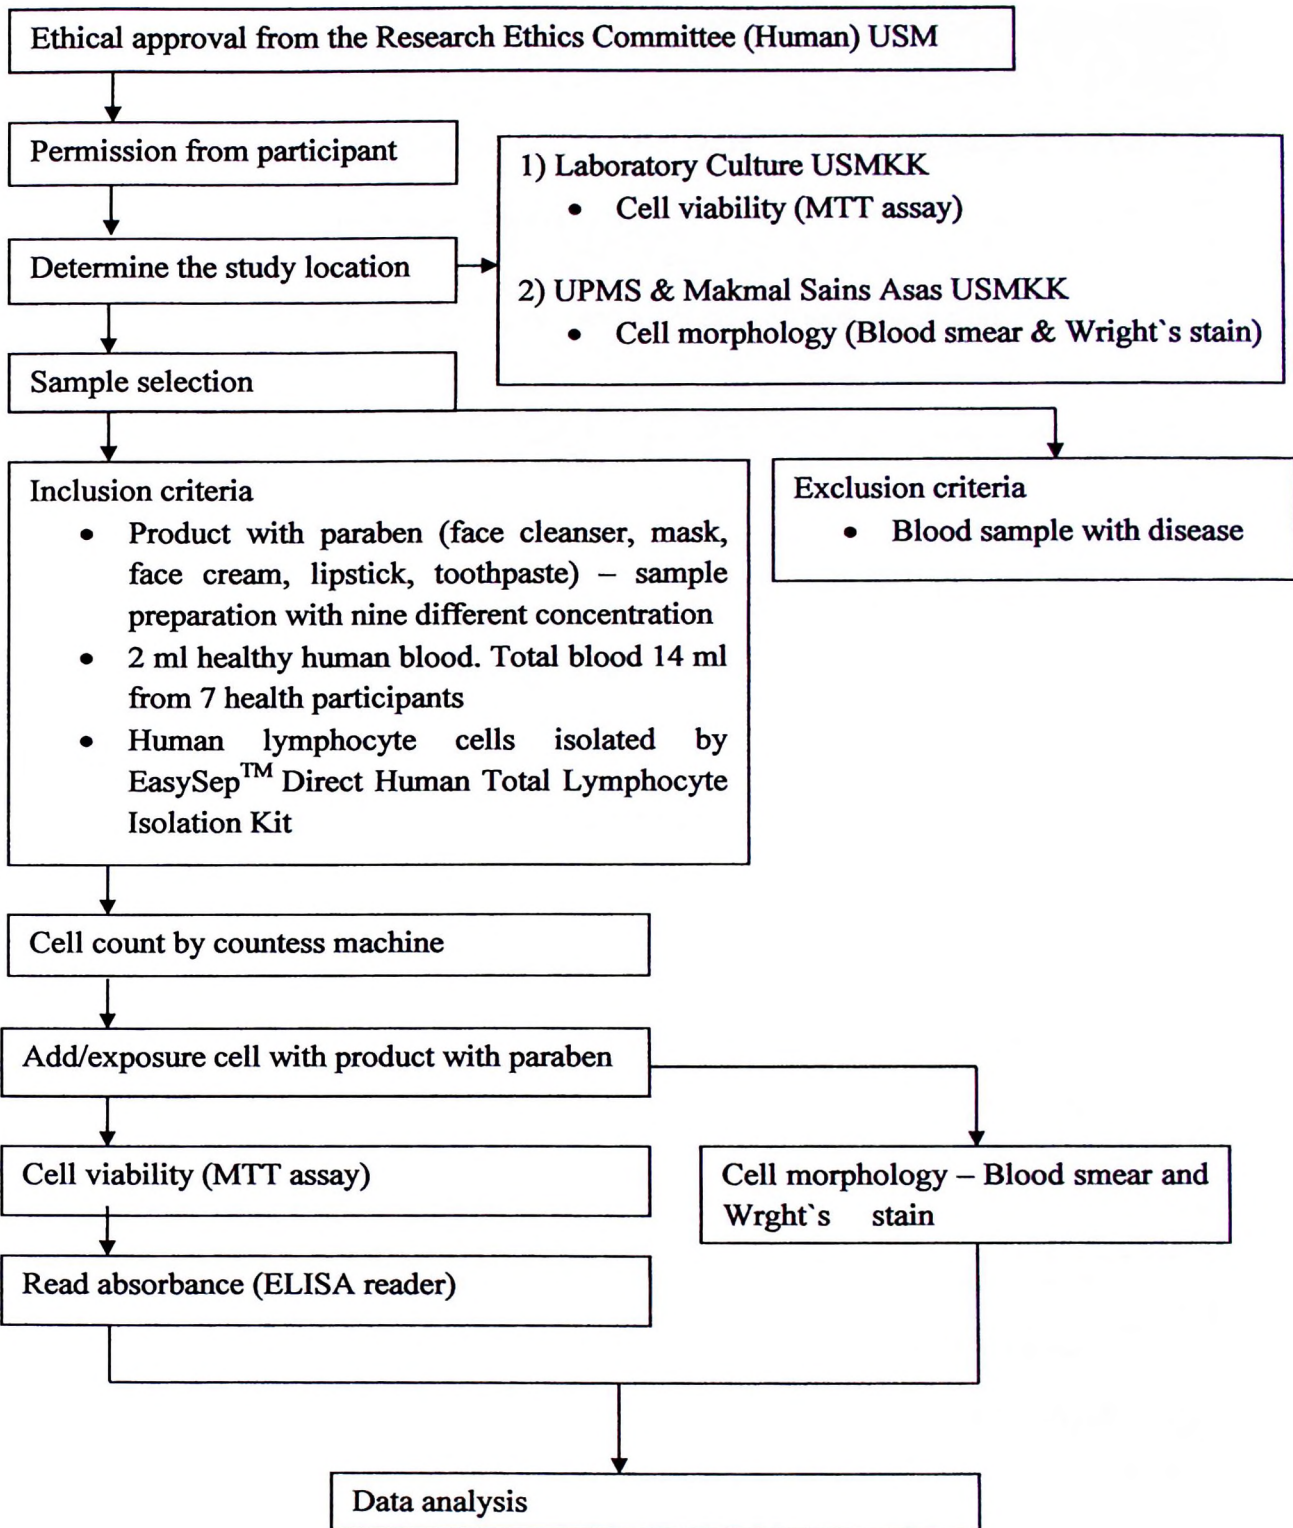 Ethical approval from the Research Ethics Committee (Human) USM
Permission from participant
1) Laboratory Culture USMKK
• Cell viability (MTT assay)
Determine the study location
2) UPMS & Makmal Sains Asas USMKK
• Cell morphology (Blood smear & Wright`s stain)
Sample selection
Inclusion criteria
• Product with paraben (face cleanser, mask,
face cream, lipstick, toothpaste) – sample
preparation with nine different concentration
• 2 ml healthy human blood. Total blood 14 ml
from 7 health participants
• Human lymphocyte cells isolated by
EasySep™ Direct Human Total Lymphocyte
Isolation Kit
Exclusion criteria
• Blood sample with disease
Cell count by countess machine
Add/exposure cell with product with paraben
Cell viability (MTT assay)
Cell morphology – Blood smear and
Wrght`s stain
Read absorbance (ELISA reader)
Data analysis